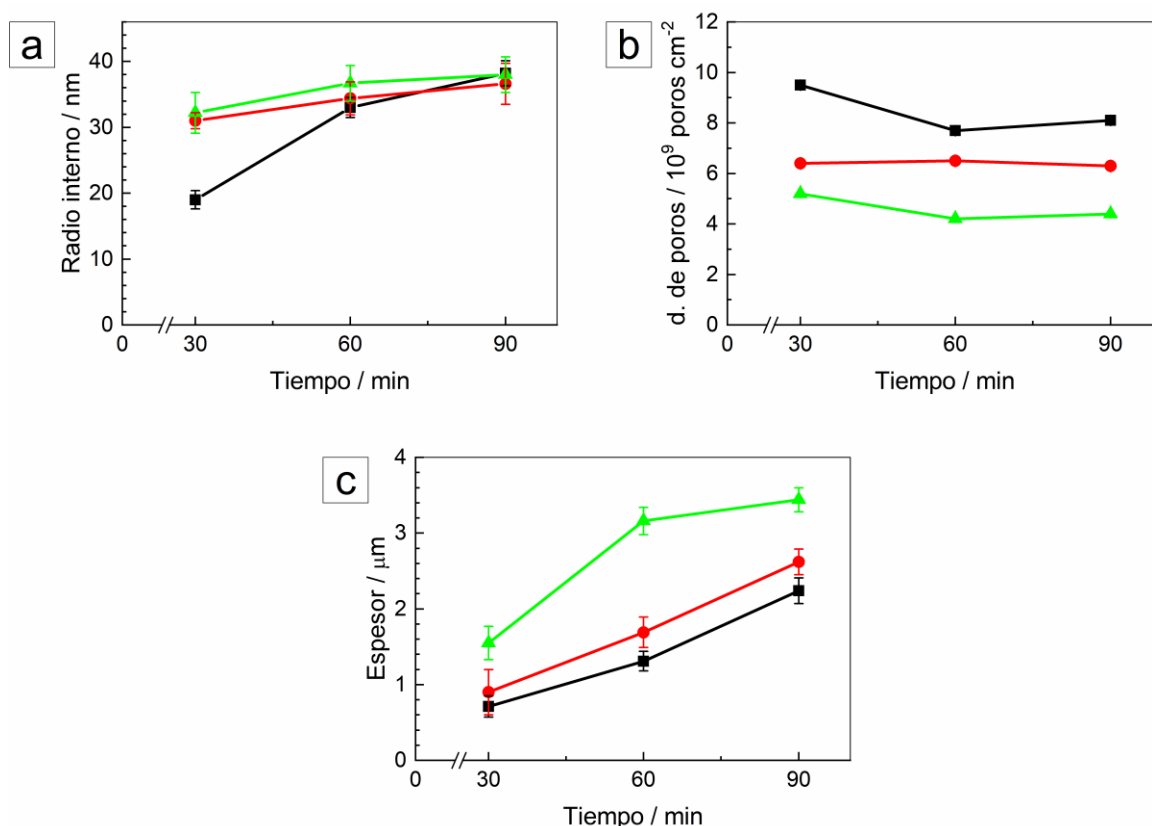 a
Radio interno / nm
40
30
20
10
0
0 30 60 90
Tiempo / min
b
d. de poros / 10⁹ poros cm⁻²
12
10
8
6
4
2
0
0 30 60 90
Tiempo / min
c
Espesor / μm
4
3
2
1
0
0 30 60 90
Tiempo / min